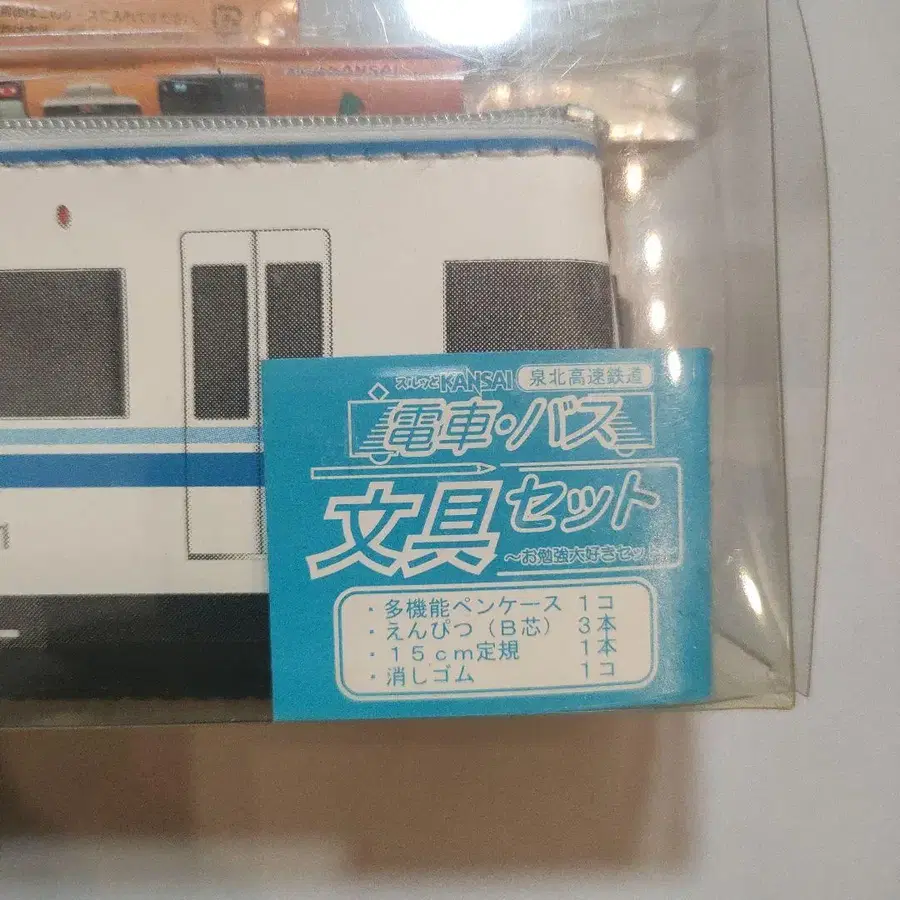 KANSAI
スルッとKANSAI 泉北高速鉄道
電車・バス
文具セット
～お勉強大好きセット～
・多機能ペンケース 1コ
・えんぴつ（B芯） 3本
・15cm定規 1本
・消しゴム 1コ